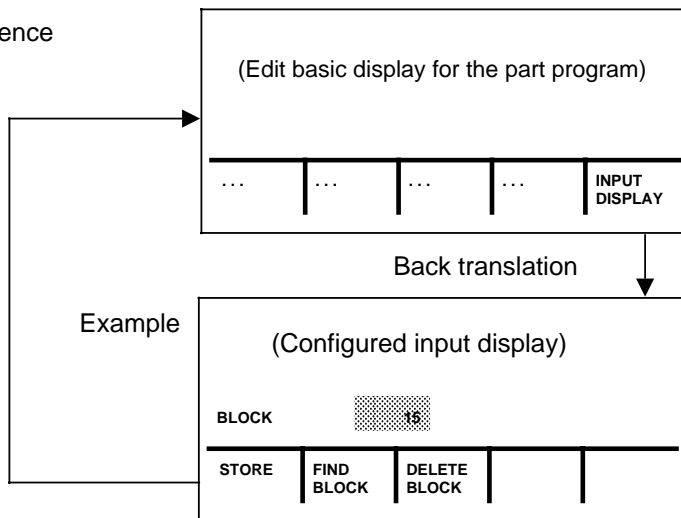 ence
(Edit basic display for the part program)
... ... ... ... INPUT
DISPLAY
Back translation
Example
(Configured input display)
BLOCK 15
STORE FIND DELETE
BLOCK BLOCK